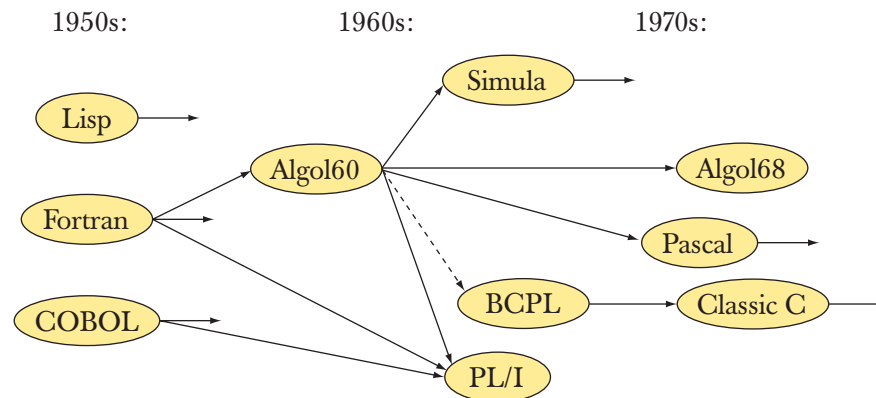 1950s: 1960s: 1970s:
Simula
Lisp
Algol60 Algol68
Fortran Pascal
COBOL BCPL Classic C
PL/I